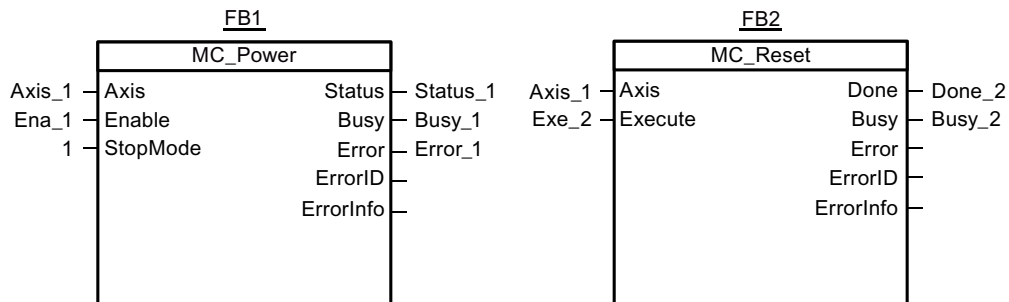 FB1
MC_Power
Axis_1 Axis Status Status_1
Ena_1 Enable Busy Busy_1
1 StopMode Error Error_1
ErrorID
ErrorInfo
FB2
MC_Reset
Axis_1 Axis Done Done_2
Exe_2 Execute Busy Busy_2
Error
ErrorID
ErrorInfo